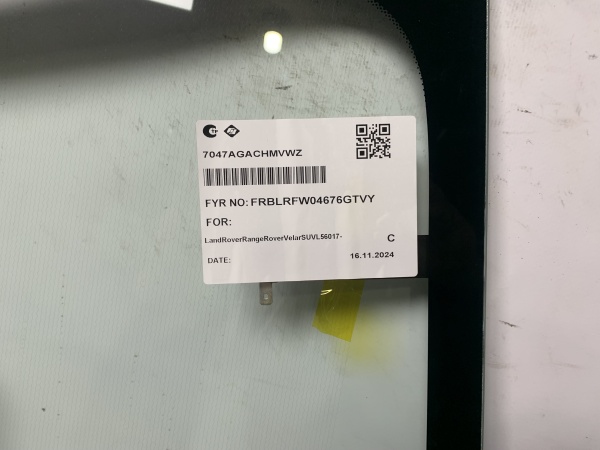 7047AGACHMVWZ
FYR NO: FRBLRFW04676GTVY
FOR:
LandRoverRangeRoverVelarSUVL56017-
C
DATE:
16.11.2024